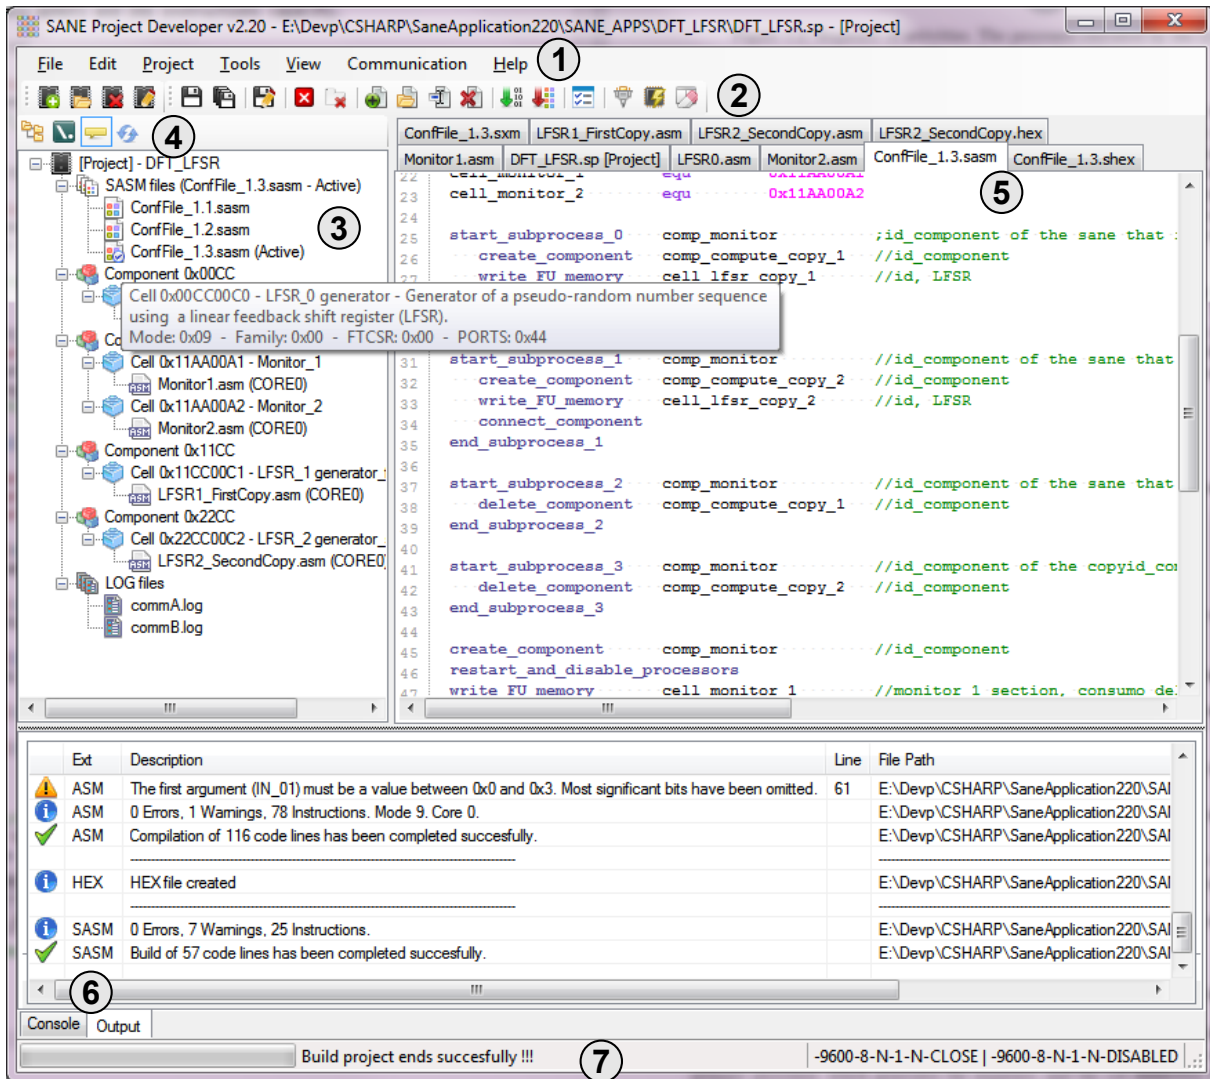 SANE Project Developer v2.20 - E:\Devp\CSHARP\SaneApplication220\SANE_APPS\DFT_LFSR\DFT_LFSR.sp - [Project]
File Edit Project Tools View Communication Help
1
2
4
ConfFile_1.3.sxm LFSR1_FirstCopy.asm LFSR2_SecondCopy.asm LFSR2_SecondCopy.hex
Monitor1.asm DFT_LFSR.sp [Project] LFSR0.asm Monitor2.asm ConfFile_1.3.sasm ConfFile_1.3.shex
5
[Project] - DFT_LFSR
SASM files (ConfFile_1.3.sasm - Active)
ConfFile_1.1.sasm
ConfFile_1.2.sasm
ConfFile_1.3.sasm (Active)
3
Component 0x00CC
Cell 0x00CC00C0 - LFSR_0 generator - Generator of a pseudo-random number sequence
using a linear feedback shift register (LFSR).
Mode: 0x09 - Family: 0x00 - FTCSR: 0x00 - PORTS: 0x44
Co
Cell 0x11AA00A1 - Monitor_1
ASM Monitor1.asm (CORE0)
Cell 0x11AA00A2 - Monitor_2
ASM Monitor2.asm (CORE0)
Component 0x11CC
Cell 0x11CC00C1 - LFSR_1 generator_
ASM LFSR1_FirstCopy.asm (CORE0)
Component 0x22CC
Cell 0x22CC00C2 - LFSR_2 generator_
ASM LFSR2_SecondCopy.asm (CORE0
LOG files
commA.log
commB.log
22 cell_monitor_1 equ 0x11AA00A1
23 cell_monitor_2 equ 0x11AA00A2
24
25 start_subprocess_0 comp_monitor ;id_component of the sane that
26 create_component comp_compute_copy_1 //id_component
27 write_FU_memory cell_lfsr_copy_1 //id, LFSR
31 start_subprocess_1 comp_monitor //id_component of the sane that
32 create_component comp_compute_copy_2 //id_component
33 write_FU_memory cell_lfsr_copy_2 //id, LFSR
34 connect_component
35 end_subprocess_1
36
37 start_subprocess_2 comp_monitor //id_component of the sane that
38 delete_component comp_compute_copy_1 //id_component
39 end_subprocess_2
40
41 start_subprocess_3 comp_monitor //id_component of the copyid_con
42 delete_component comp_compute_copy_2 //id_component
43 end_subprocess_3
44
45 create_component comp_monitor //id_component
46 restart_and_disable_processors
47 write_FU_memory cell_monitor_1 //monitor 1 section, consumo de
Ext Description Line File Path
ASM The first argument (IN_01) must be a value between 0x0 and 0x3. Most significant bits have been omitted. 61 E:\Devp\CSHARP\SaneApplication220\SAI
ASM 0 Errors, 1 Warnings, 78 Instructions. Mode 9. Core 0. E:\Devp\CSHARP\SaneApplication220\SAI
ASM Compilation of 116 code lines has been completed succesfully. E:\Devp\CSHARP\SaneApplication220\SAI
HEX HEX file created E:\Devp\CSHARP\SaneApplication220\SAI
SASM 0 Errors, 7 Warnings, 25 Instructions. E:\Devp\CSHARP\SaneApplication220\SAI
SASM Build of 57 code lines has been completed succesfully. E:\Devp\CSHARP\SaneApplication220\SAI
6
Console Output
Build project ends succesfully !!! 7 -9600-8-N-1-N-CLOSE | -9600-8-N-1-N-DISABLED